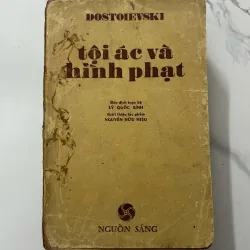 DOSTOIEVSKI
tội ác và
hình phạt
Bản dịch toàn bộ
LÝ QUỐC SINH
Giới thiệu tác phẩm
NGUYỄN HỮU HIỆU
NGUỒN SÁNG